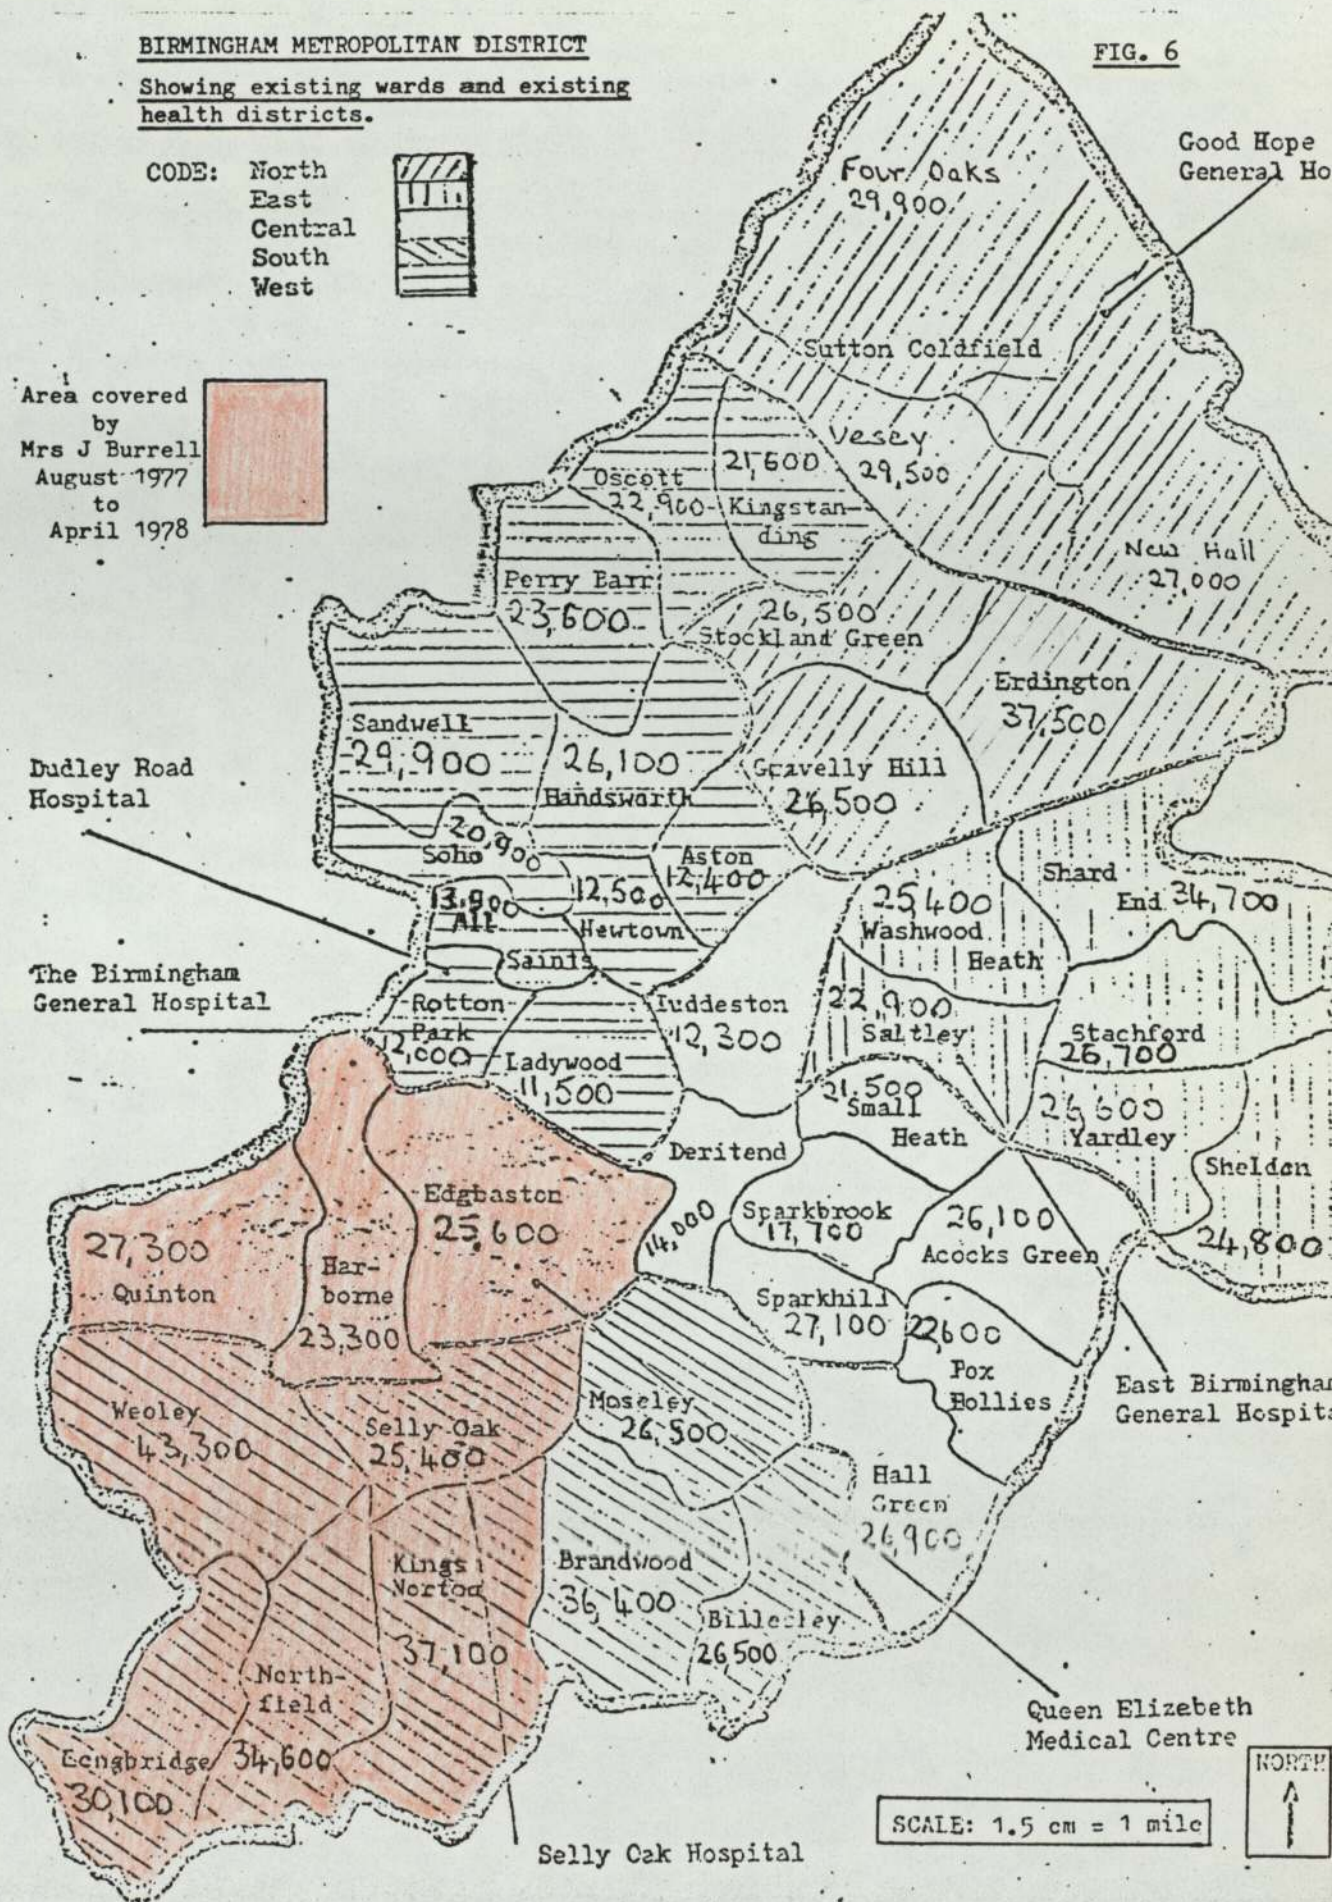 BIRMINGHAM METROPOLITAN DISTRICT
Showing existing wards and existing
health districts.
FIG. 6
CODE:
North
East
Central
South
West
Area covered
by
Mrs J Burrell
August 1977
to
April 1978
Good Hope
General Ho
Four Oaks
29,900
Sutton Coldfield
Vesey
29,500
New Hall
27,000
Oscott
22,900
21,600
Kingstan-
ding
Perry Barr
23,600
26,500
Stockland Green
Erdington
37,500
Sandwell
29,900
26,100
Handsworth
Gravelly Hill
26,500
Dudley Road
Hospital
20,900
Soho
Aston
12,400
13,900
All
Saints
12,500
Newtown
Shard
End 34,700
25,400
Washwood
Heath
The Birmingham
General Hospital
Rotton
Park
12,000
Ladywood
11,500
Duddeston
12,300
22,900
Saltley
Stachford
26,700
21,500
Small
Heath
26,600
Yardley
Sheldon
24,800
Deritend
14,000
Sparkbrook
17,700
26,100
Acocks Green
Edgbaston
25,600
27,300
Quinton
Har-
borne
23,300
Sparkhill
27,100
22,600
Fox
Hollies
East Birmingham
General Hospita
Weoley
43,300
Selly Oak
25,400
Moseley
26,500
Hall
Green
26,900
Kings
Norton
37,100
Brandwood
36,400
Billesley
26,500
North-
field
34,600
Longbridge
30,100
Queen Elizebeth
Medical Centre
NORTH
SCALE: 1.5 cm = 1 mile
Selly Oak Hospital